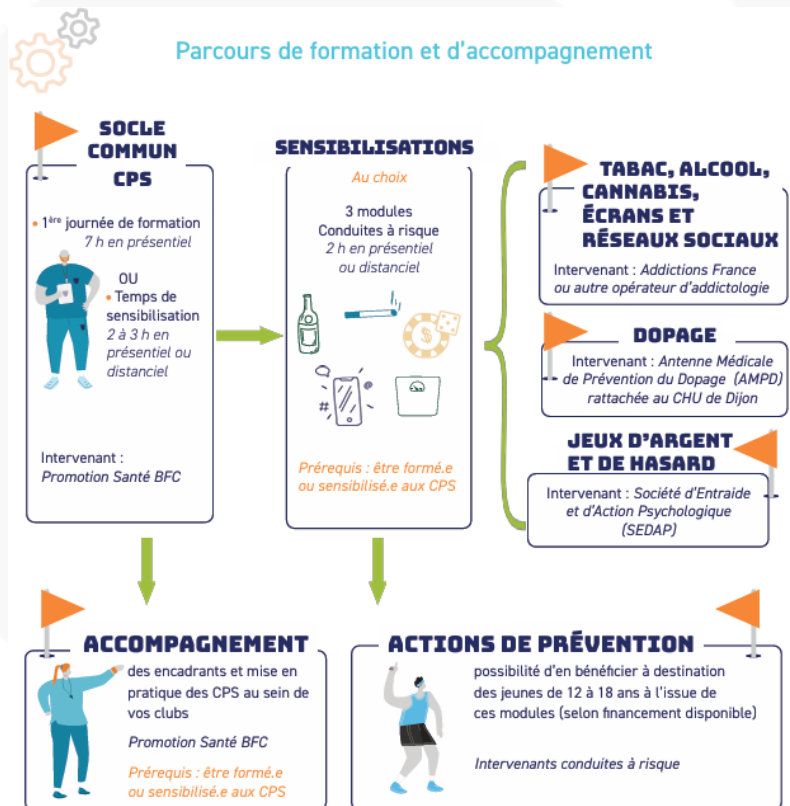 Parcours de formation et d'accompagnement
SOCLE
COMMUN
CPS
• 1ère journée de formation
7 h en présentiel
OU
• Temps de
sensibilisation
2 à 3 h en
présentiel ou
distanciel
Intervenant :
Promotion Santé BFC
SENSIBILISATIONS
Au choix
3 modules
Conduites à risque
2 h en présentiel
ou distanciel
$
@
#
Prérequis : être formé.e
ou sensibilisé.e aux CPS
TABAC, ALCOOL,
CANNABIS,
ÉCRANS ET
RÉSEAUX SOCIAUX
Intervenant : Addictions France
ou autre opérateur d'addictologie
DOPAGE
Intervenant : Antenne Médicale
de Prévention du Dopage (AMPD)
rattachée au CHU de Dijon
JEUX D'ARGENT
ET DE HASARD
Intervenant : Société d'Entraide
et d'Action Psychologique
(SEDAP)
ACCOMPAGNEMENT
des encadrants et mise en
pratique des CPS au sein de
vos clubs
Promotion Santé BFC
Prérequis : être formé.e
ou sensibilisé.e aux CPS
ACTIONS DE PRÉVENTION
possibilité d'en bénéficier à destination
des jeunes de 12 à 18 ans à l'issue de
ces modules (selon financement disponible)
Intervenants conduites à risque